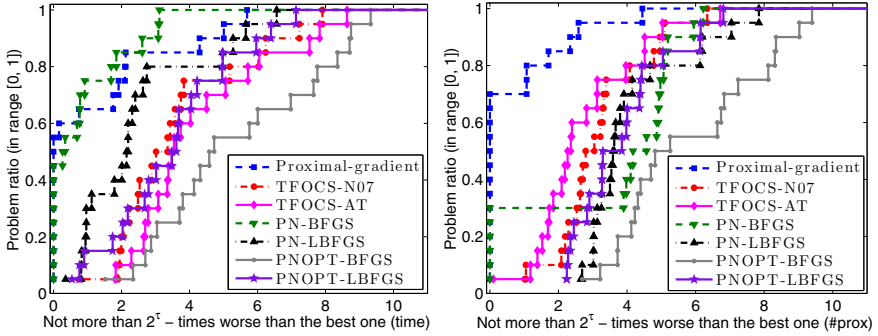 Problem ratio (in range [0, 1])
1
0.8
0.6
0.4
0.2
0
Proximal-gradient
TFOCS-N07
TFOCS-AT
PN-BFGS
PN-LBFGS
PNOPT-BFGS
PNOPT-LBFGS
0 2 4 6 8 10
Not more than 2^τ − times worse than the best one (time)
Problem ratio (in range [0, 1])
1
0.8
0.6
0.4
0.2
0
Proximal-gradient
TFOCS-N07
TFOCS-AT
PN-BFGS
PN-LBFGS
PNOPT-BFGS
PNOPT-LBFGS
0 2 4 6 8 10
Not more than 2^τ − times worse than the best one (#prox)